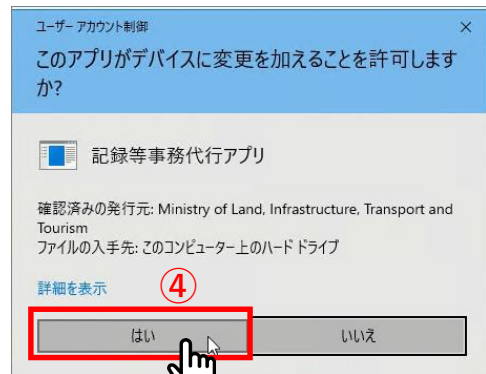 ユーザー アカウント制御
×
このアプリがデバイスに変更を加えることを許可します
か?
記録等事務代行アプリ
確認済みの発行元: Ministry of Land, Infrastructure, Transport and
Tourism
ファイルの入手先: このコンピューター上のハード ドライブ
詳細を表示
④
はい
いいえ